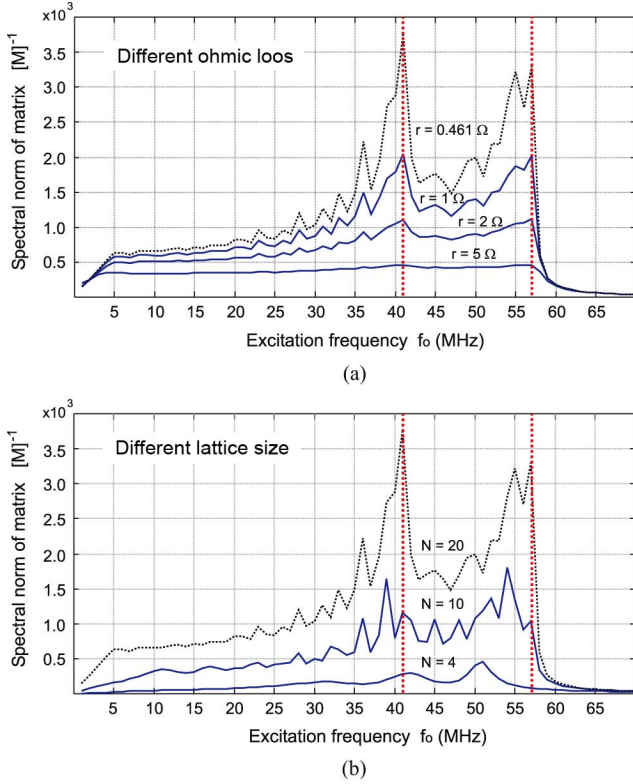 x10³
Different ohmic loos
3.5
3.0
2.5
2.0
1.5
1.0
0.5
Spectral norm of matrix [M]⁻¹
r = 0.461 Ω
r = 1 Ω
r = 2 Ω
r = 5 Ω
5 10 15 20 25 30 35 40 45 50 55 60 65
Excitation frequency fo (MHz)
(a)
x10³
Different lattice size
3.5
3.0
2.5
2.0
1.5
1.0
0.5
Spectral norm of matrix [M]⁻¹
N = 20
N = 10
N = 4
5 10 15 20 25 30 35 40 45 50 55 60 65
Excitation frequency fo (MHz)
(b)